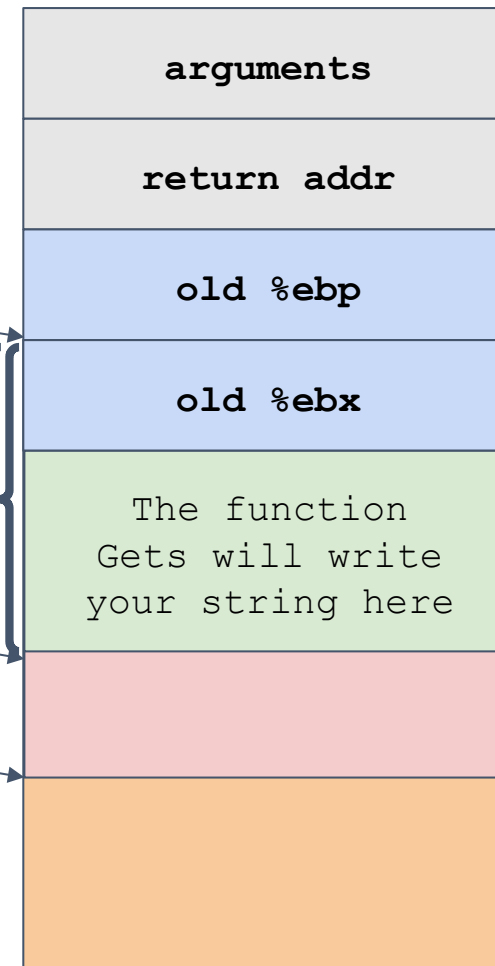 arguments
return addr
old %ebp
old %ebx
The function
Gets will write
your string here